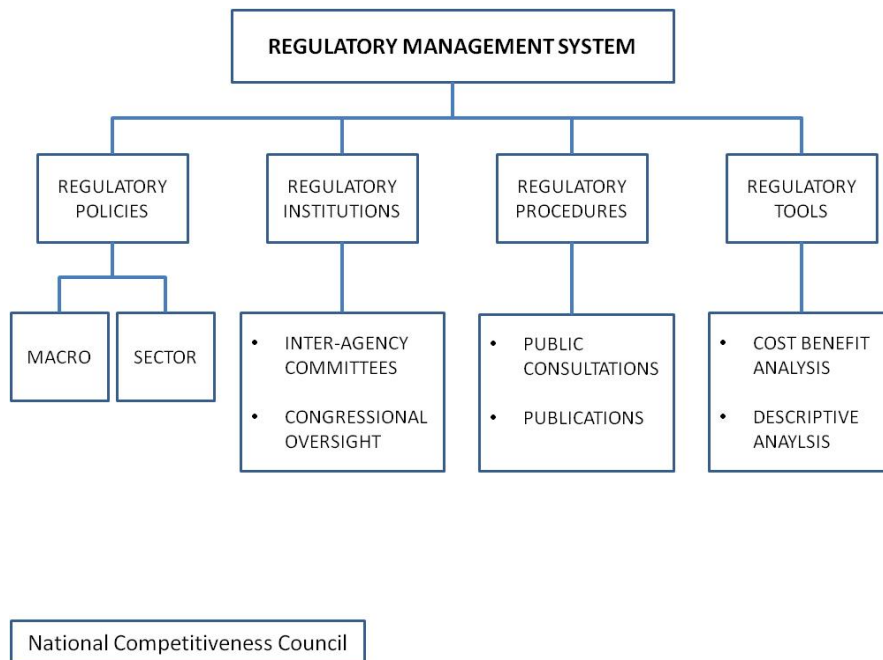 REGULATORY MANAGEMENT SYSTEM
REGULATORY
POLICIES
REGULATORY
INSTITUTIONS
REGULATORY
PROCEDURES
REGULATORY
TOOLS
MACRO
SECTOR
• INTER-AGENCY
COMMITTEES
• CONGRESSIONAL
OVERSIGHT
• PUBLIC
CONSULTATIONS
• PUBLICATIONS
• COST BENEFIT
ANALYSIS
• DESCRIPTIVE
ANAYLSIS
National Competitiveness Council